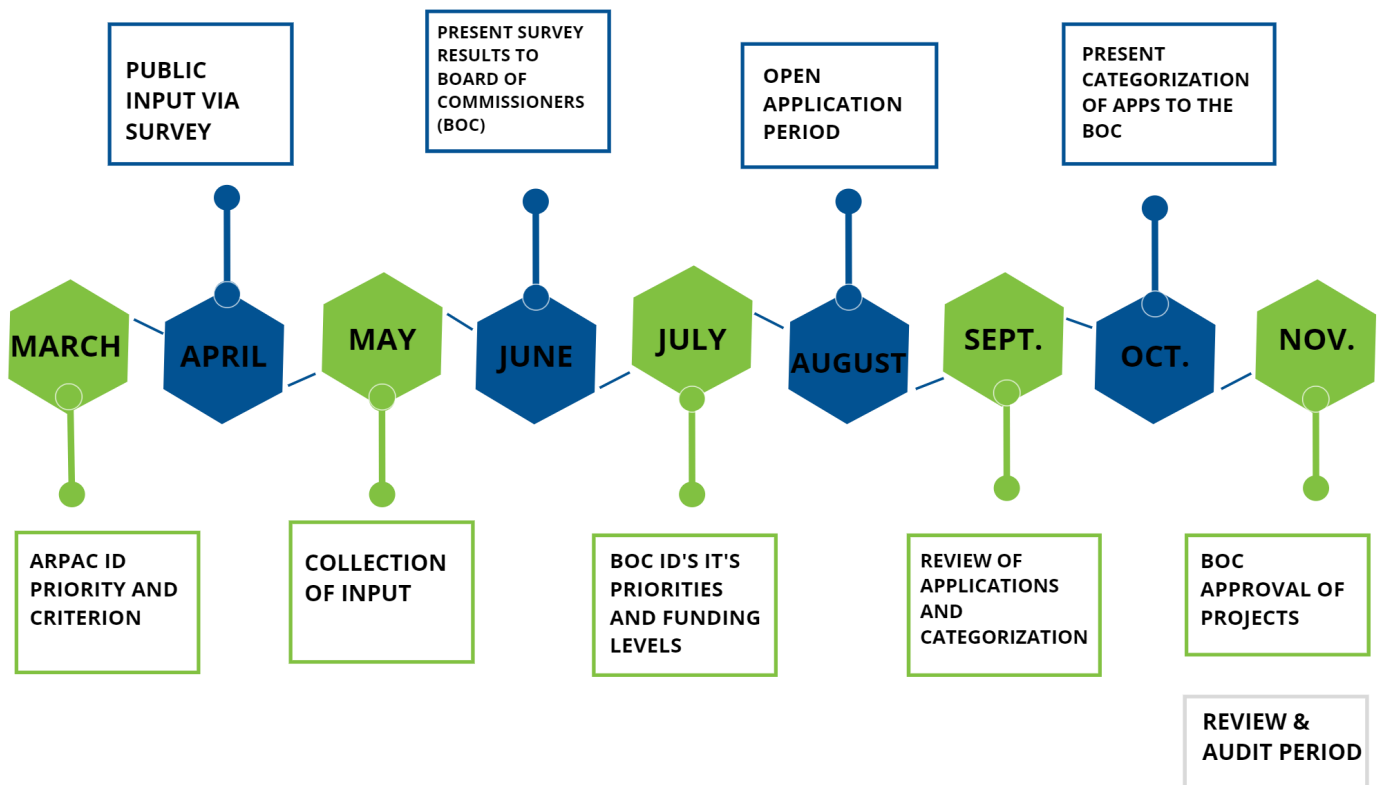 PUBLIC
INPUT VIA
SURVEY
PRESENT SURVEY
RESULTS TO
BOARD OF
COMMISSIONERS
(BOC)
OPEN
APPLICATION
PERIOD
PRESENT
CATEGORIZATION
OF APPS TO THE
BOC
MARCH
APRIL
MAY
JUNE
JULY
AUGUST
SEPT.
OCT.
NOV.
ARPAC ID
PRIORITY AND
CRITERION
COLLECTION
OF INPUT
BOC ID'S IT'S
PRIORITIES
AND FUNDING
LEVELS
REVIEW OF
APPLICATIONS
AND
CATEGORIZATION
BOC
APPROVAL OF
PROJECTS
REVIEW &
AUDIT PERIOD